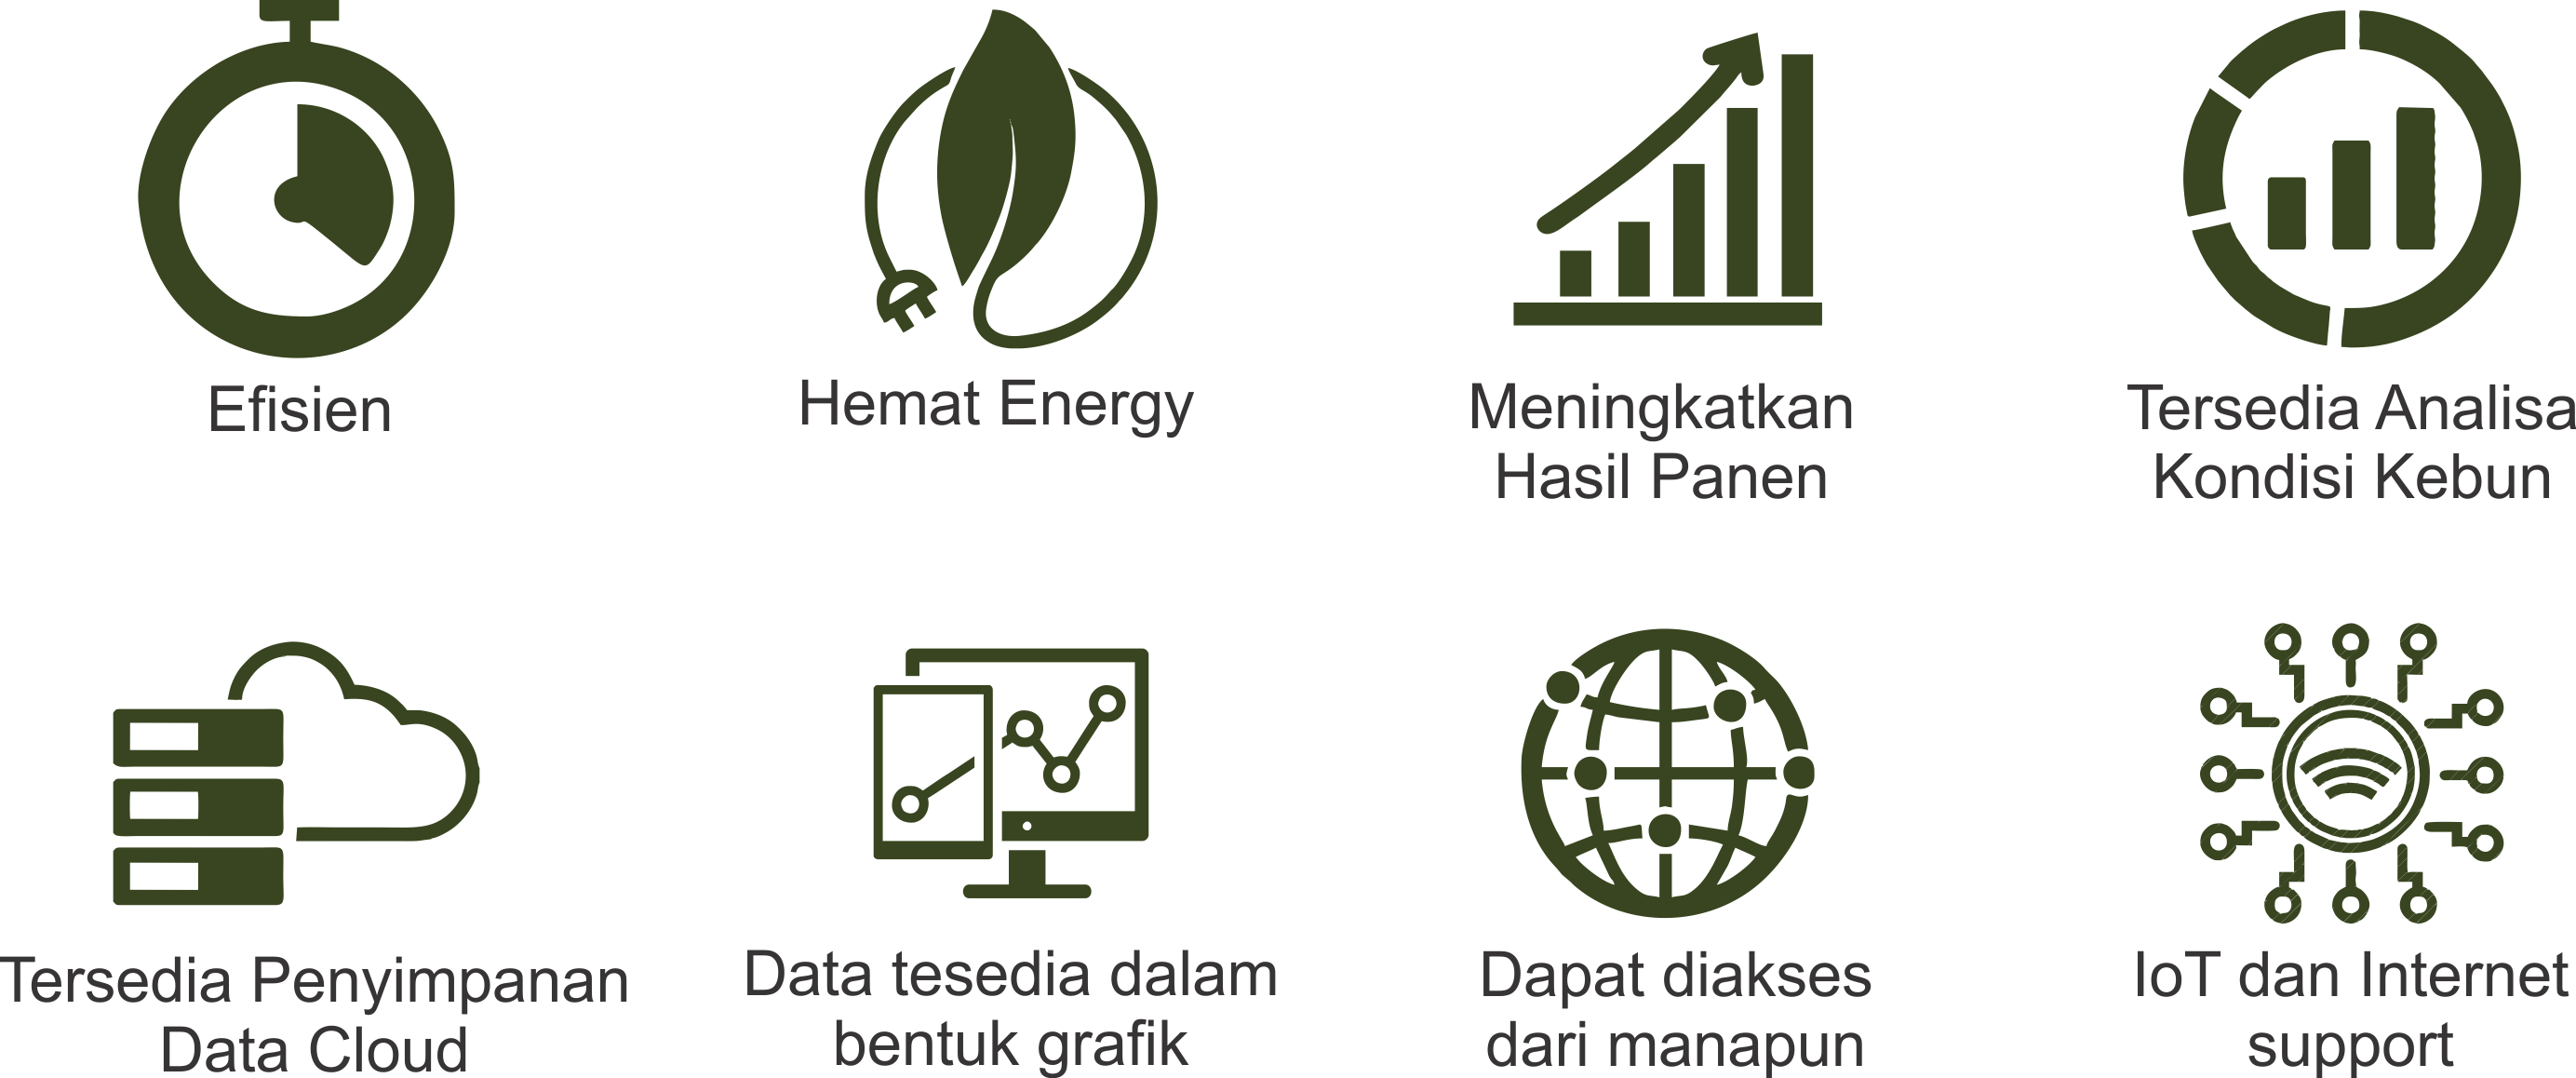 Efisien
Hemat Energy
Meningkatkan
Hasil Panen
Tersedia Analisa
Kondisi Kebun
Tersedia Penyimpanan
Data Cloud
Data tesedia dalam
bentuk grafik
Dapat diakses
dari manapun
IoT dan Internet
support